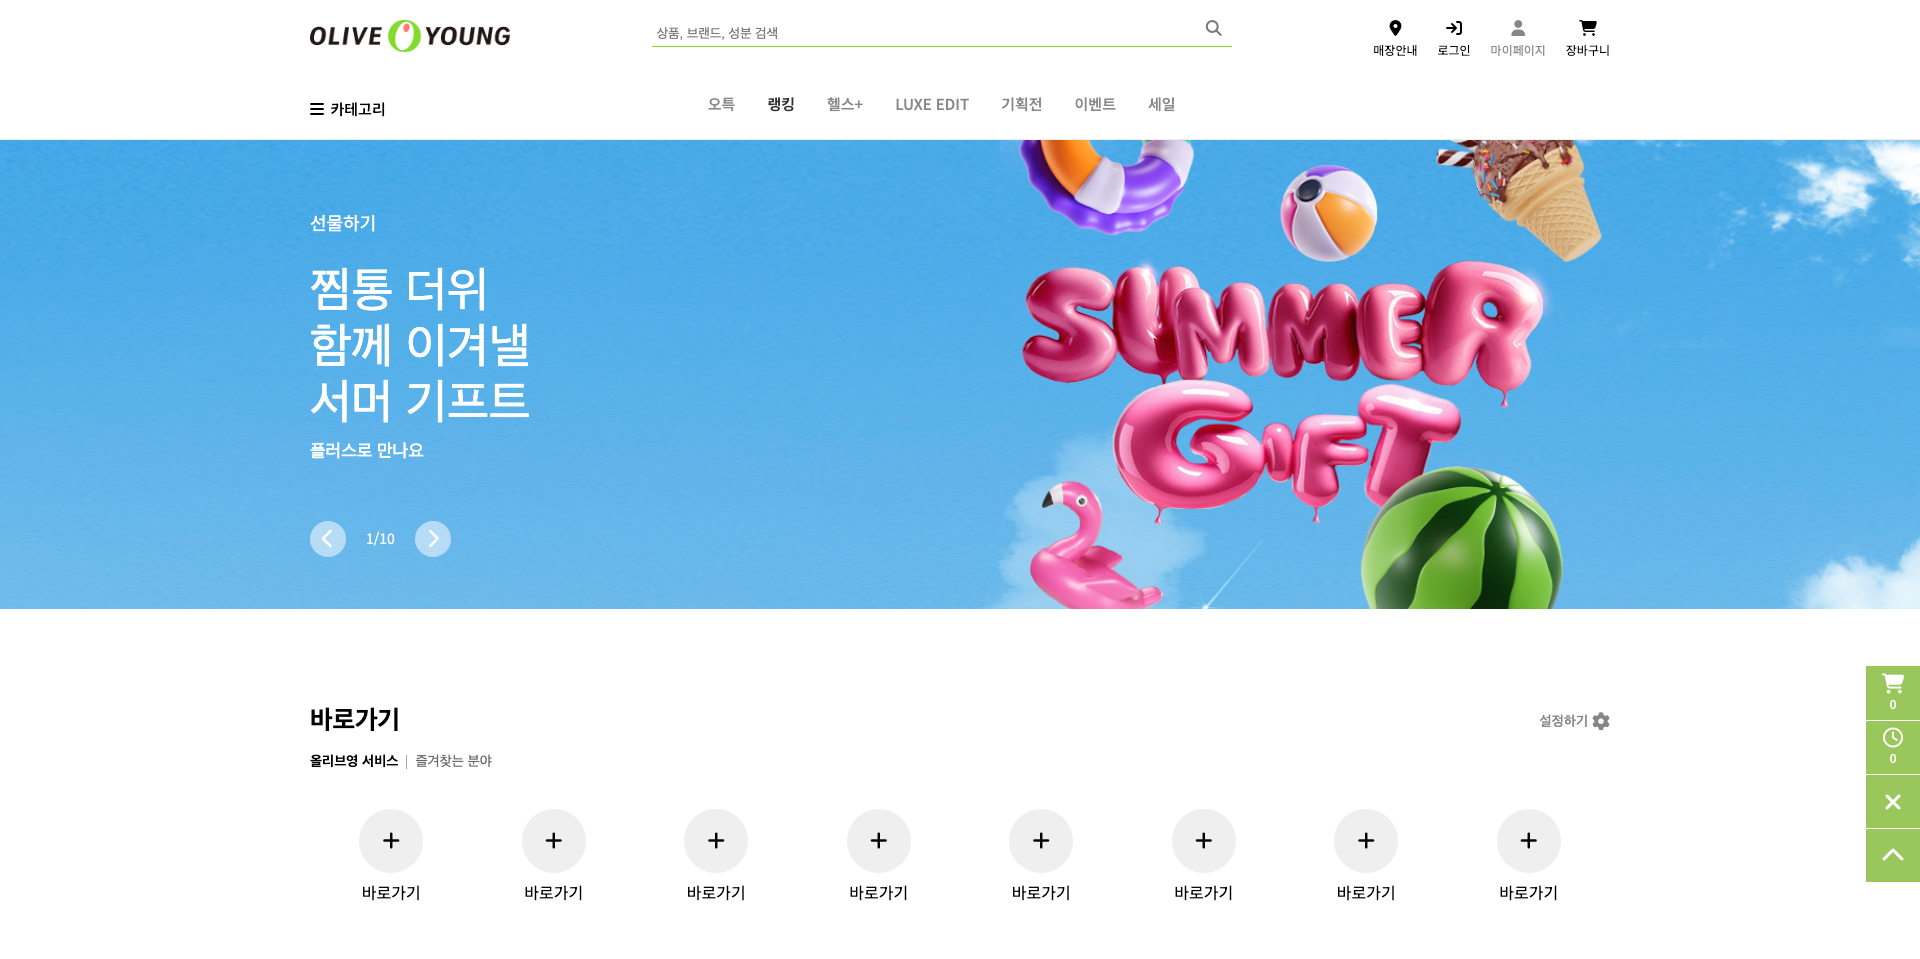 OLIVE YOUNG
상품, 브랜드, 성분 검색
매장안내 로그인 마이페이지 장바구니
카테고리
오특 랭킹 헬스+ LUXE EDIT 기획전 이벤트 세일
선물하기
찜통 더위
함께 이겨낼
서머 기프트
플러스로 만나요
1/10
SUMMER
GIFT
바로가기
설정하기
올리브영 서비스 | 즐겨찾는 분야
0
0
바로가기 바로가기 바로가기 바로가기 바로가기 바로가기 바로가기 바로가기